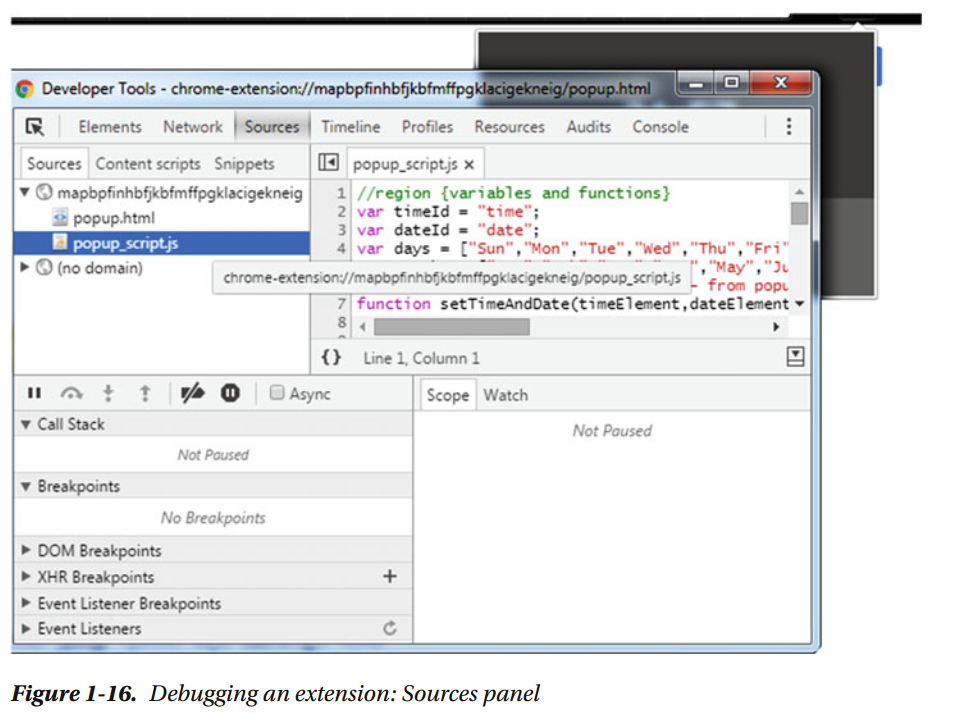 Developer Tools - chrome-extension://mapbpfinhbfjkbfmffpgklacigekneig/popup.html
Elements Network Sources Timeline Profiles Resources Audits Console
Sources Content scripts Snippets
popup_script.js ×
mapbpfinhbfjkbfmffpgklacigekneig
popup.html
popup_script.js
(no domain)
1 //region {variables and functions}
2 var timeId = "time";
3 var dateId = "date";
4 var days = ["Sun","Mon","Tue","Wed","Thu","Fri"
,"May","Ju
- from popu
chrome-extension://mapbpfinhbfjkbfmffpgklacigekneig/popup_script.js
7 function setTimeAndDate(timeElement,dateElement
8
{} Line 1, Column 1
Async
Call Stack
Not Paused
Breakpoints
No Breakpoints
DOM Breakpoints
XHR Breakpoints +
Event Listener Breakpoints
Event Listeners
Scope Watch
Not Paused
Figure 1-16. Debugging an extension: Sources panel